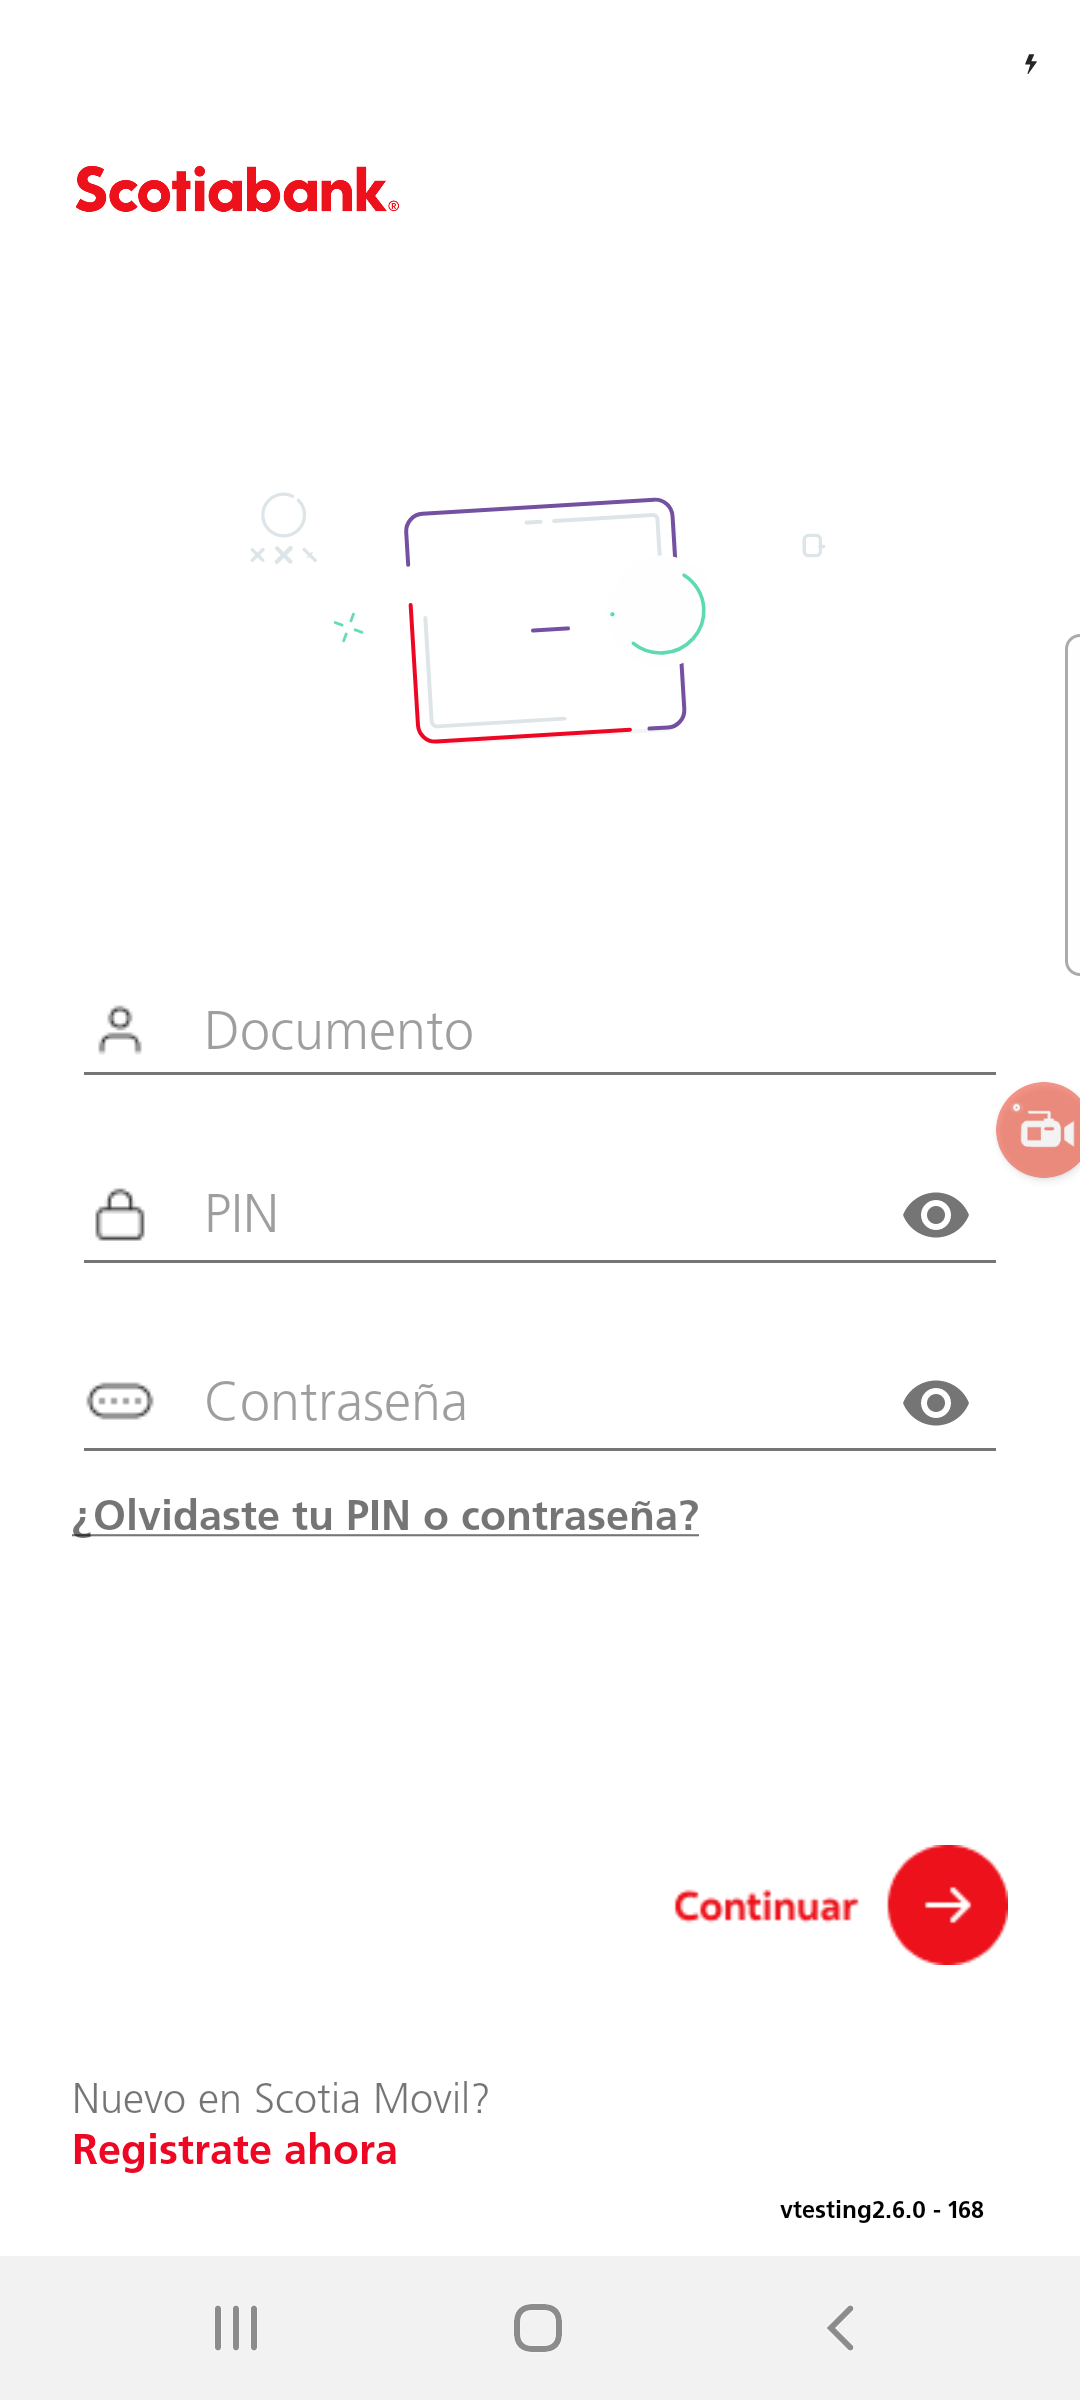 Scotiabank®
Documento
PIN
Contraseña
¿Olvidaste tu PIN o contraseña?
Continuar
Nuevo en Scotia Movil?
Registrate ahora
vtesting2.6.0 - 168